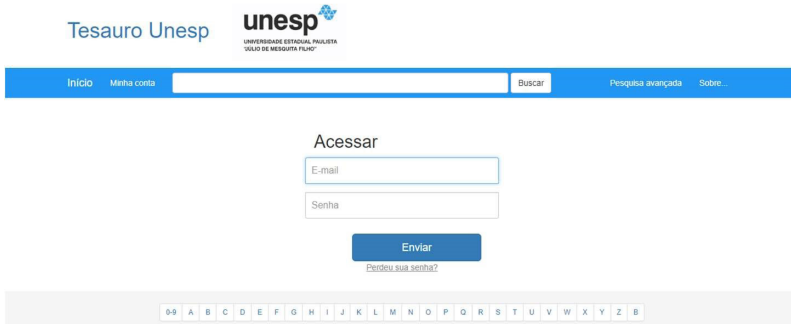 Tesauro Unesp
unesp
UNIVERSIDADE ESTADUAL PAULISTA
"JÚLIO DE MESQUITA FILHO"
Início Minha conta Buscar Pesquisa avançada Sobre...
Acessar
E-mail
Senha
Enviar
Perdeu sua senha?
0-9 A B C D E F G H I J K L M N O P Q R S T U V W X Y Z B